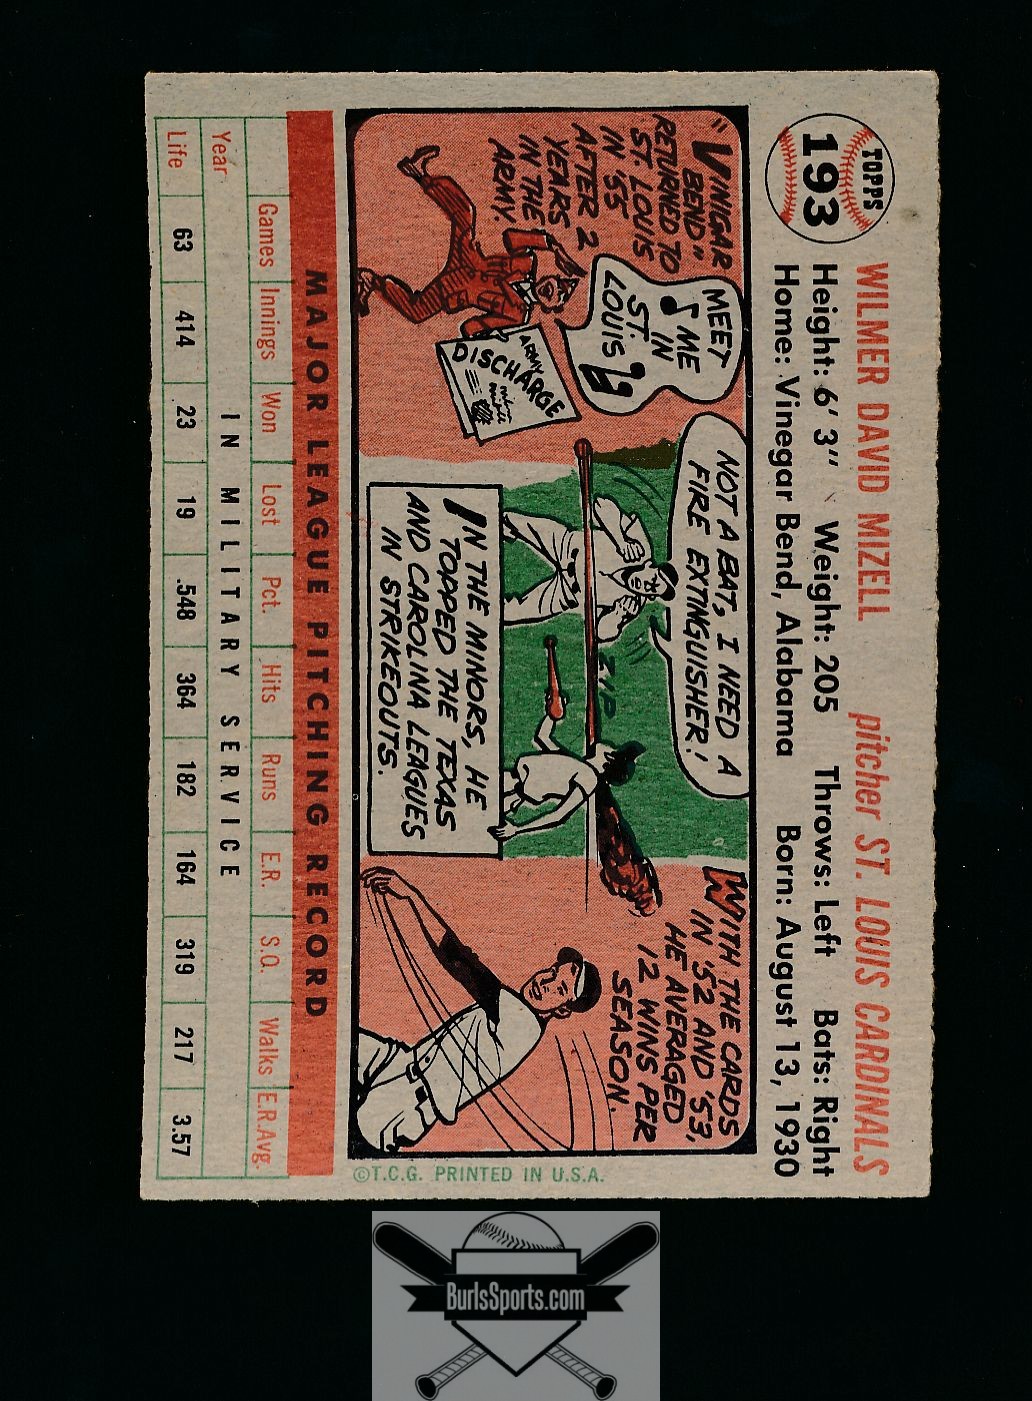 TOPPS
193
WILMER DAVID MIZELL pitcher ST. LOUIS CARDINALS
Height: 6' 3" Weight: 205 Throws: Left Bats: Right
Home: Vinegar Bend, Alabama Born: August 13, 1930
"VINIGAR
BEND"
RETURNED TO
ST. LOUIS
IN '55
AFTER 2
YEARS
IN THE
ARMY.
MEET
ME
IN
ST.
LOUIS
ARMY
DISCHARGE
NOT A BAT, I NEED A
FIRE EXTINGUISHER!
ZIP
IN THE MINORS, HE
TOPPED THE TEXAS
AND CAROLINA LEAGUES
IN STRIKEOUTS.
WITH THE CARDS
IN '52 AND '53,
HE AVERAGED
12 WINS PER
SEASON.
©T.C.G. PRINTED IN U.S.A.
MAJOR LEAGUE PITCHING RECORD
Games Innings Won Lost Pct. Hits Runs E.R. S.O. Walks E.R.Avg.
Year IN MILITARY SERVICE
Life 63 414 23 19 .548 364 182 164 319 217 3.57
BurlsSports.com